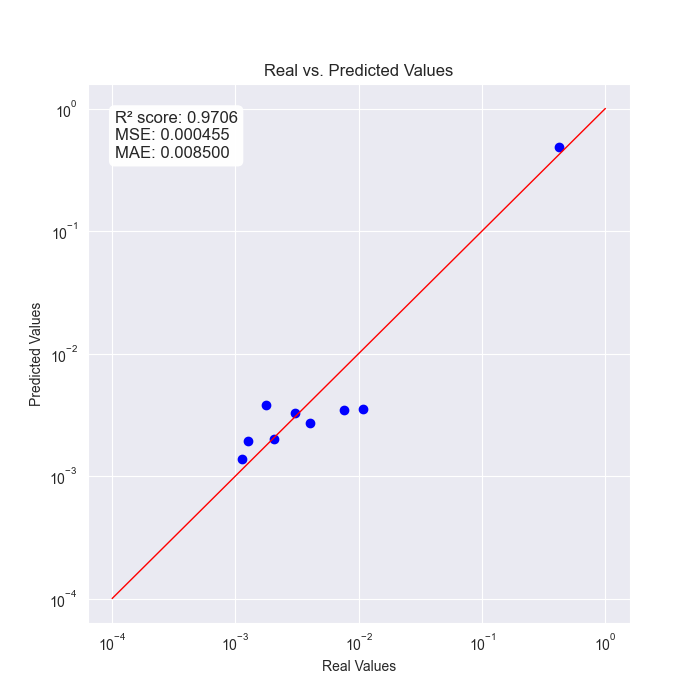 Real vs. Predicted Values
R² score: 0.9706
MSE: 0.000455
MAE: 0.008500
10⁰
10⁻¹
10⁻²
10⁻³
10⁻⁴
Predicted Values
10⁻⁴ 10⁻³ 10⁻² 10⁻¹ 10⁰
Real Values